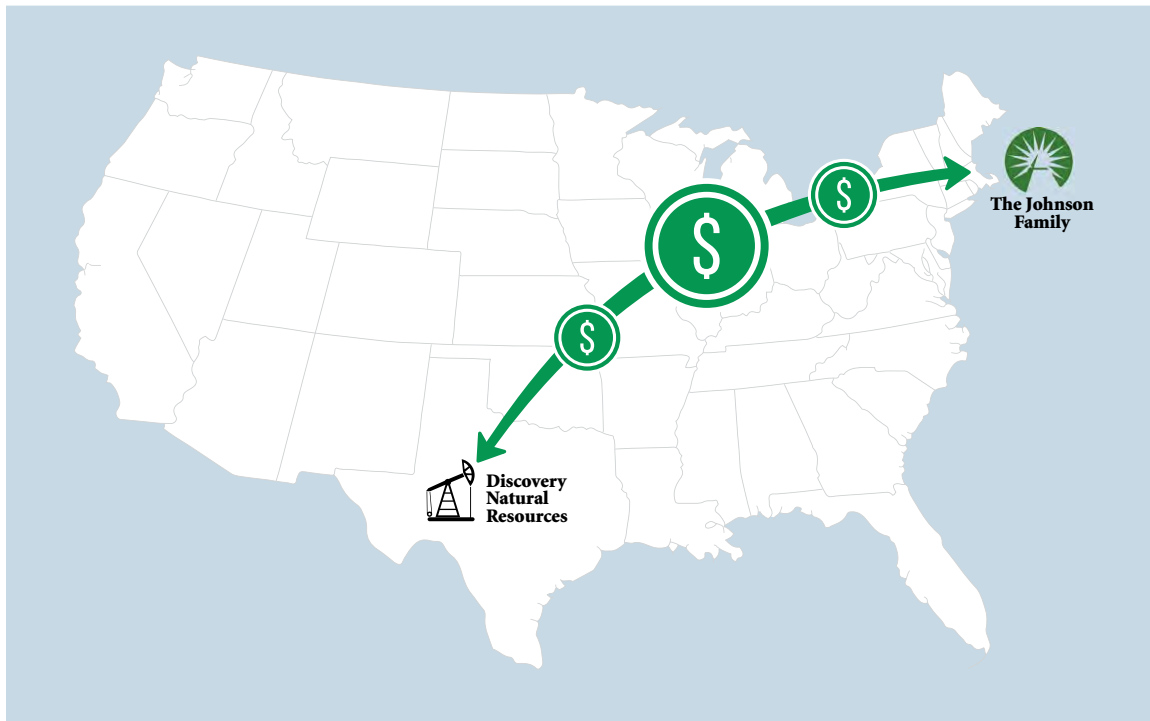 $
$
$
The Johnson
Family
Discovery
Natural
Resources